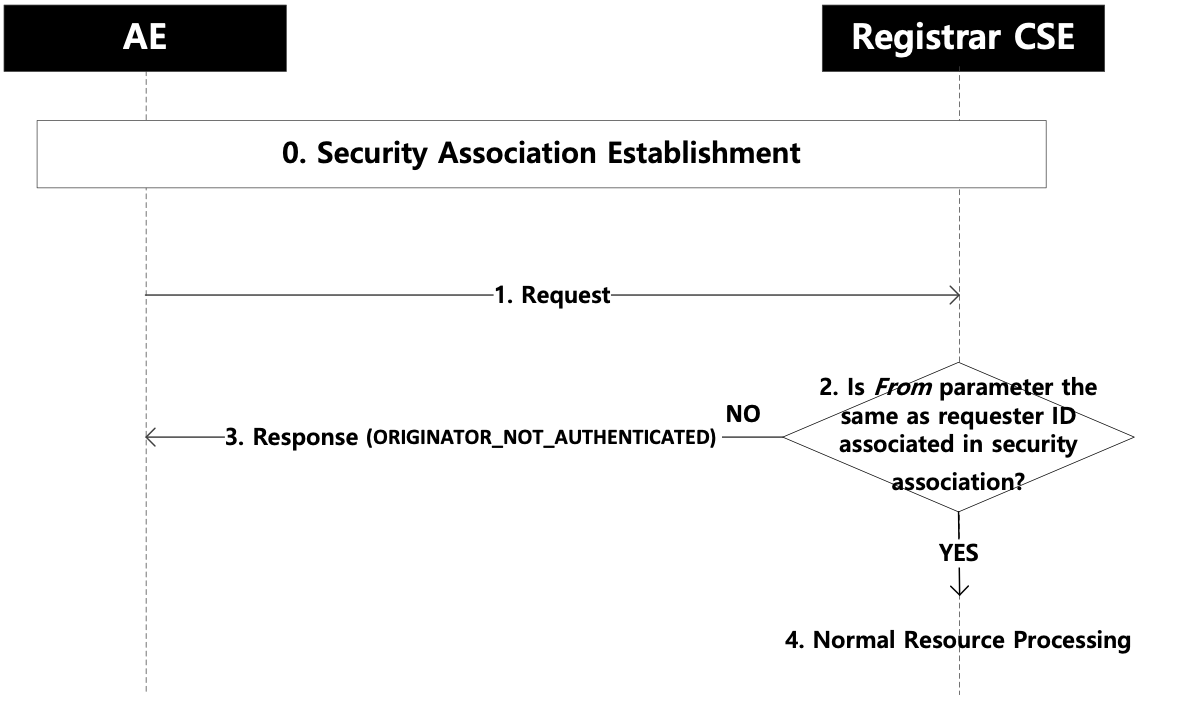 AE
Registrar CSE
0. Security Association Establishment
1. Request
2. Is From parameter the
same as requester ID
associated in security
association?
NO
3. Response (ORIGINATOR_NOT_AUTHENTICATED)
YES
4. Normal Resource Processing